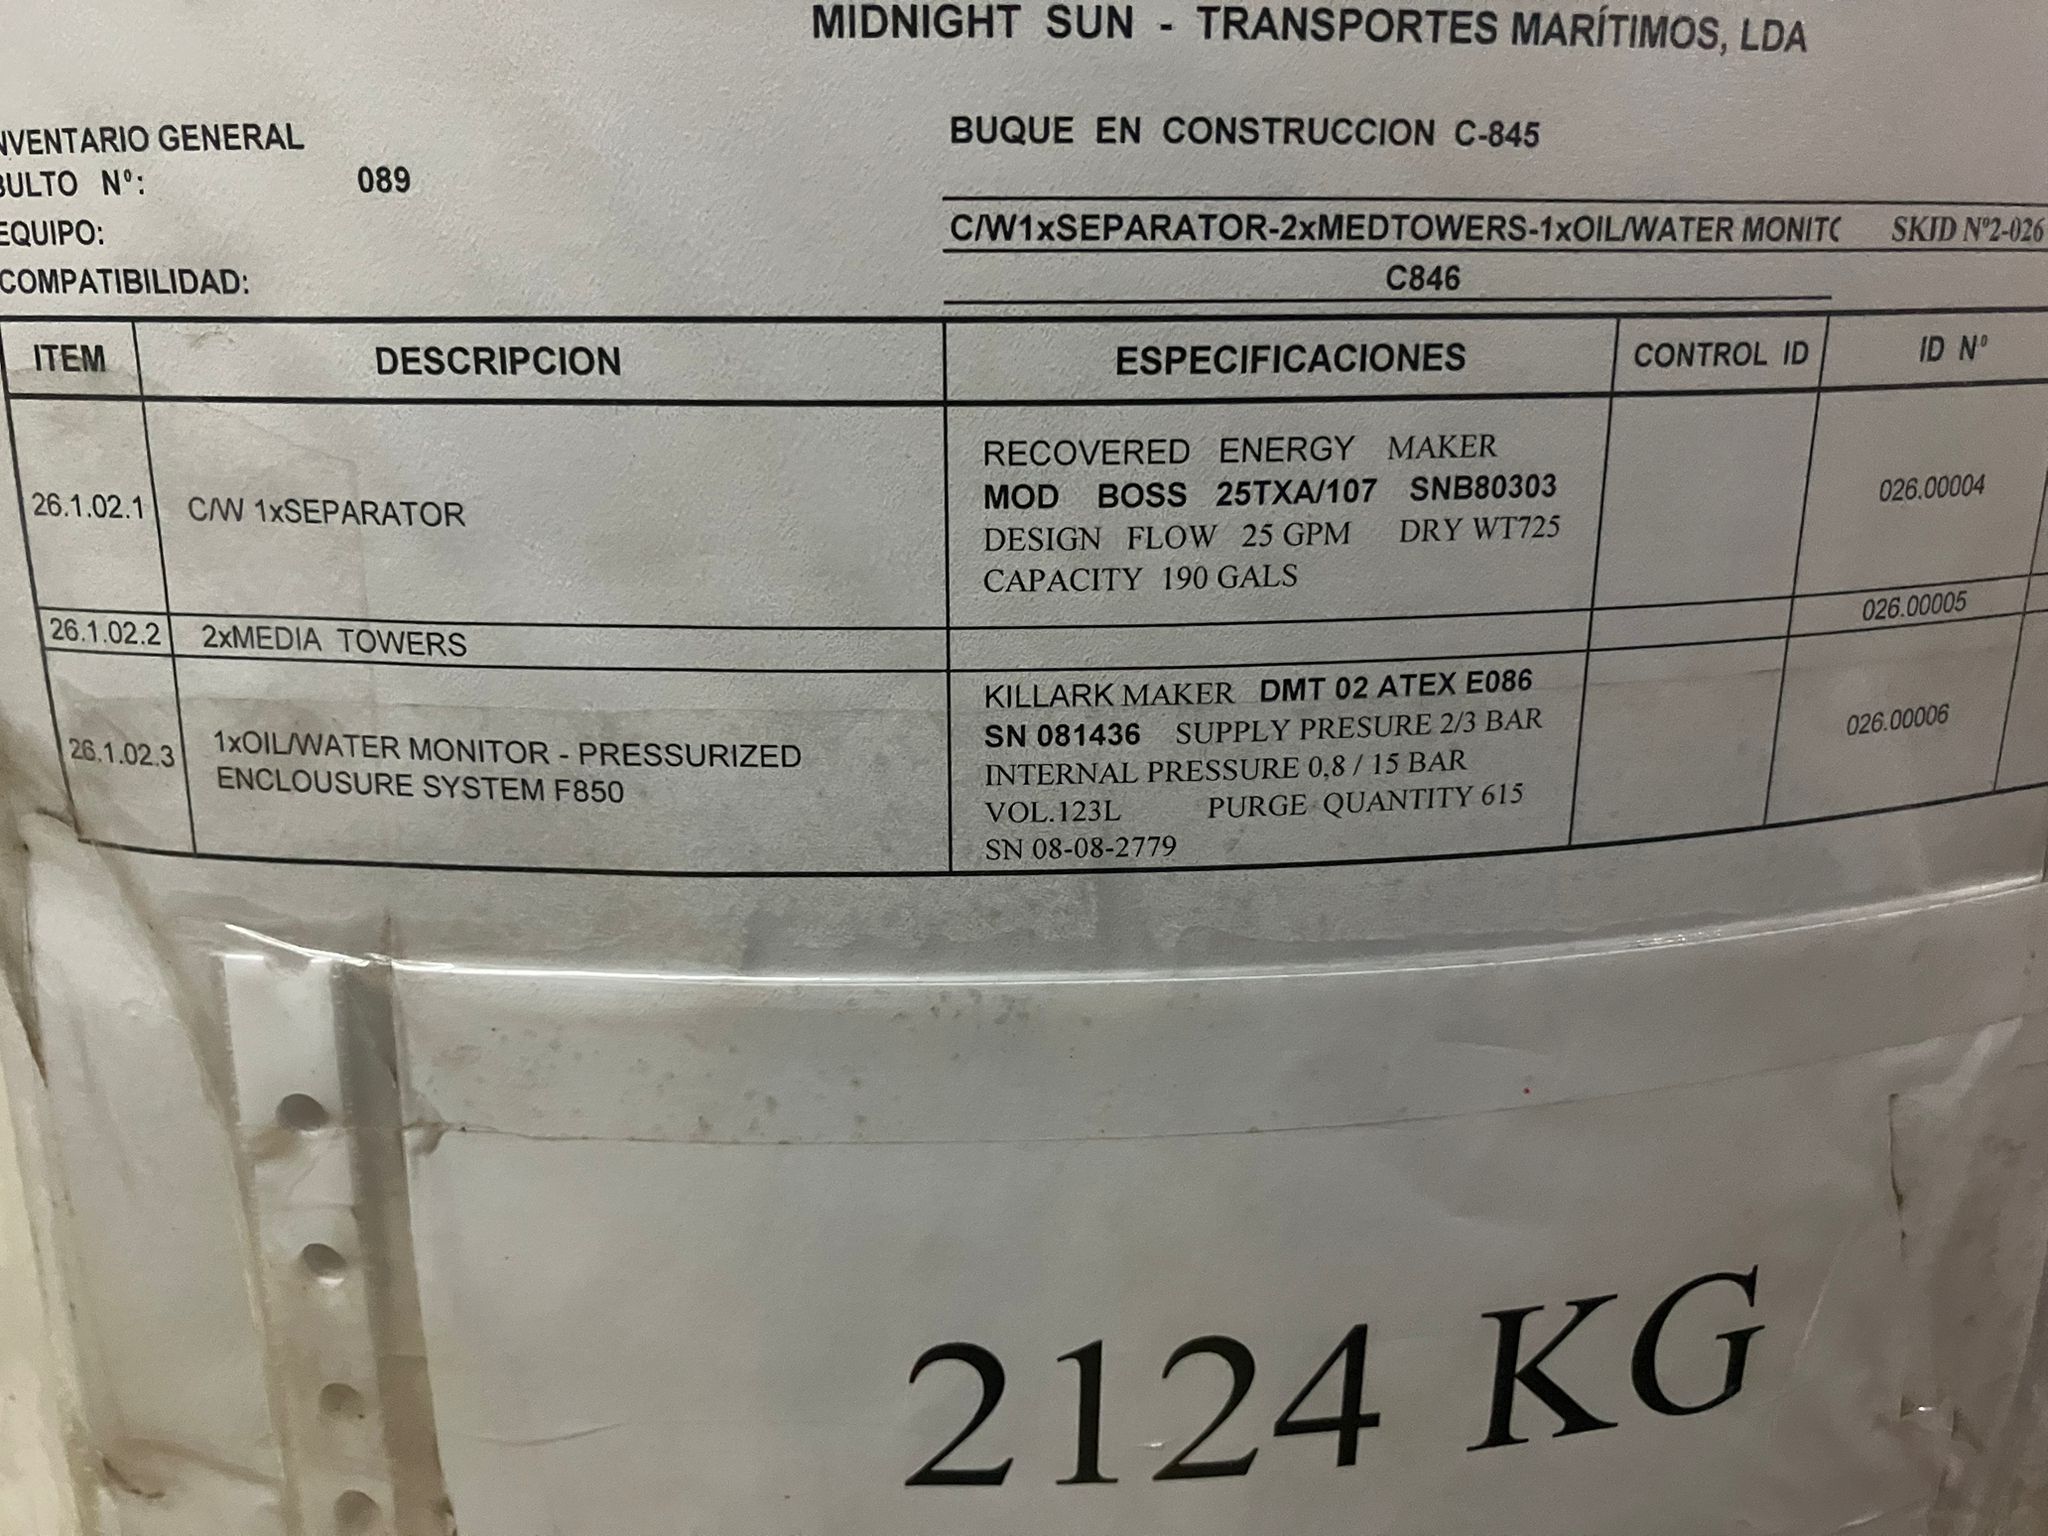 MIDNIGHT SUN - TRANSPORTES MARÍTIMOS, LDA
NVENTARIO GENERAL
BUQUE EN CONSTRUCCION C-845
BULTO Nº: 089
EQUIPO: C/W1xSEPARATOR-2xMEDTOWERS-1xOIL/WATER MONITO SKID Nº2-026
COMPATIBILIDAD: C846
ITEM DESCRIPCION ESPECIFICACIONES CONTROL ID ID Nº
26.1.02.1 C/W 1xSEPARATOR
RECOVERED ENERGY MAKER
MOD BOSS 25TXA/107 SNB80303
DESIGN FLOW 25 GPM DRY WT725
CAPACITY 190 GALS
026.00004
26.1.02.2 2xMEDIA TOWERS 026.00005
26.1.02.3 1xOIL/WATER MONITOR - PRESSURIZED
ENCLOUSURE SYSTEM F850
KILLARK MAKER DMT 02 ATEX E086
SN 081436 SUPPLY PRESURE 2/3 BAR
INTERNAL PRESSURE 0,8 / 15 BAR
VOL.123L PURGE QUANTITY 615
SN 08-08-2779
026.00006
2124 KG